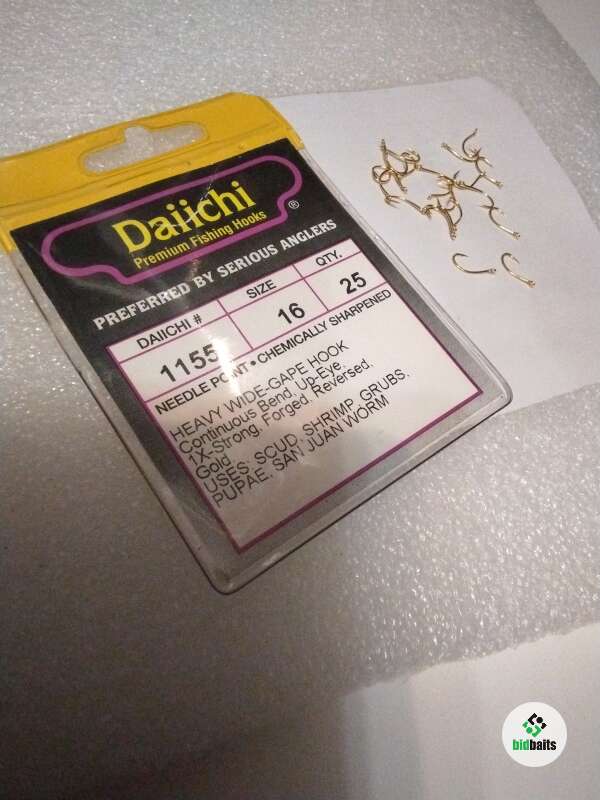 Daiichi
®
Premium Fishing Hooks
PREFERRED BY SERIOUS ANGLERS
DAIICHI # SIZE QTY.
1155 16 25
NEEDLE POINT • CHEMICALLY SHARPENED
HEAVY WIDE-GAPE HOOK
Continuous Bend, Up-Eye,
1X-Strong, Forged, Reversed,
Gold
USES: SCUD, SHRIMP, GRUBS,
PUPAE, SAN JUAN WORM
bidbaits